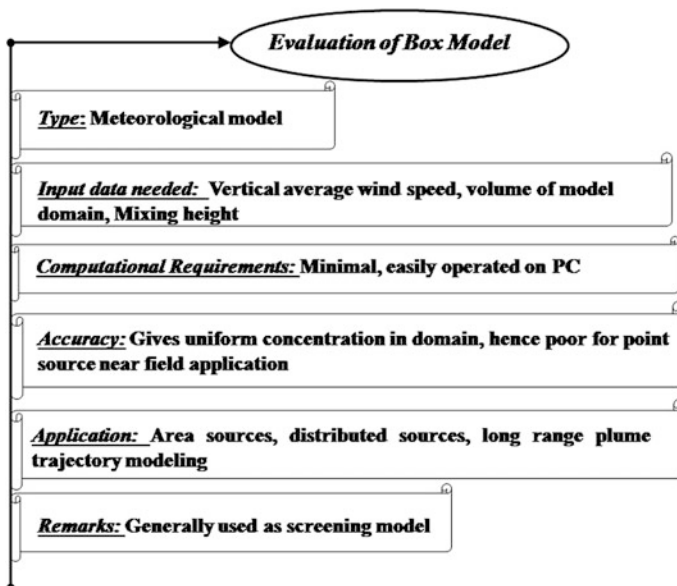 Evaluation of Box Model
Type: Meteorological model
Input data needed: Vertical average wind speed, volume of model
domain, Mixing height
Computational Requirements: Minimal, easily operated on PC
Accuracy: Gives uniform concentration in domain, hence poor for point
source near field application
Application: Area sources, distributed sources, long range plume
trajectory modeling
Remarks: Generally used as screening model